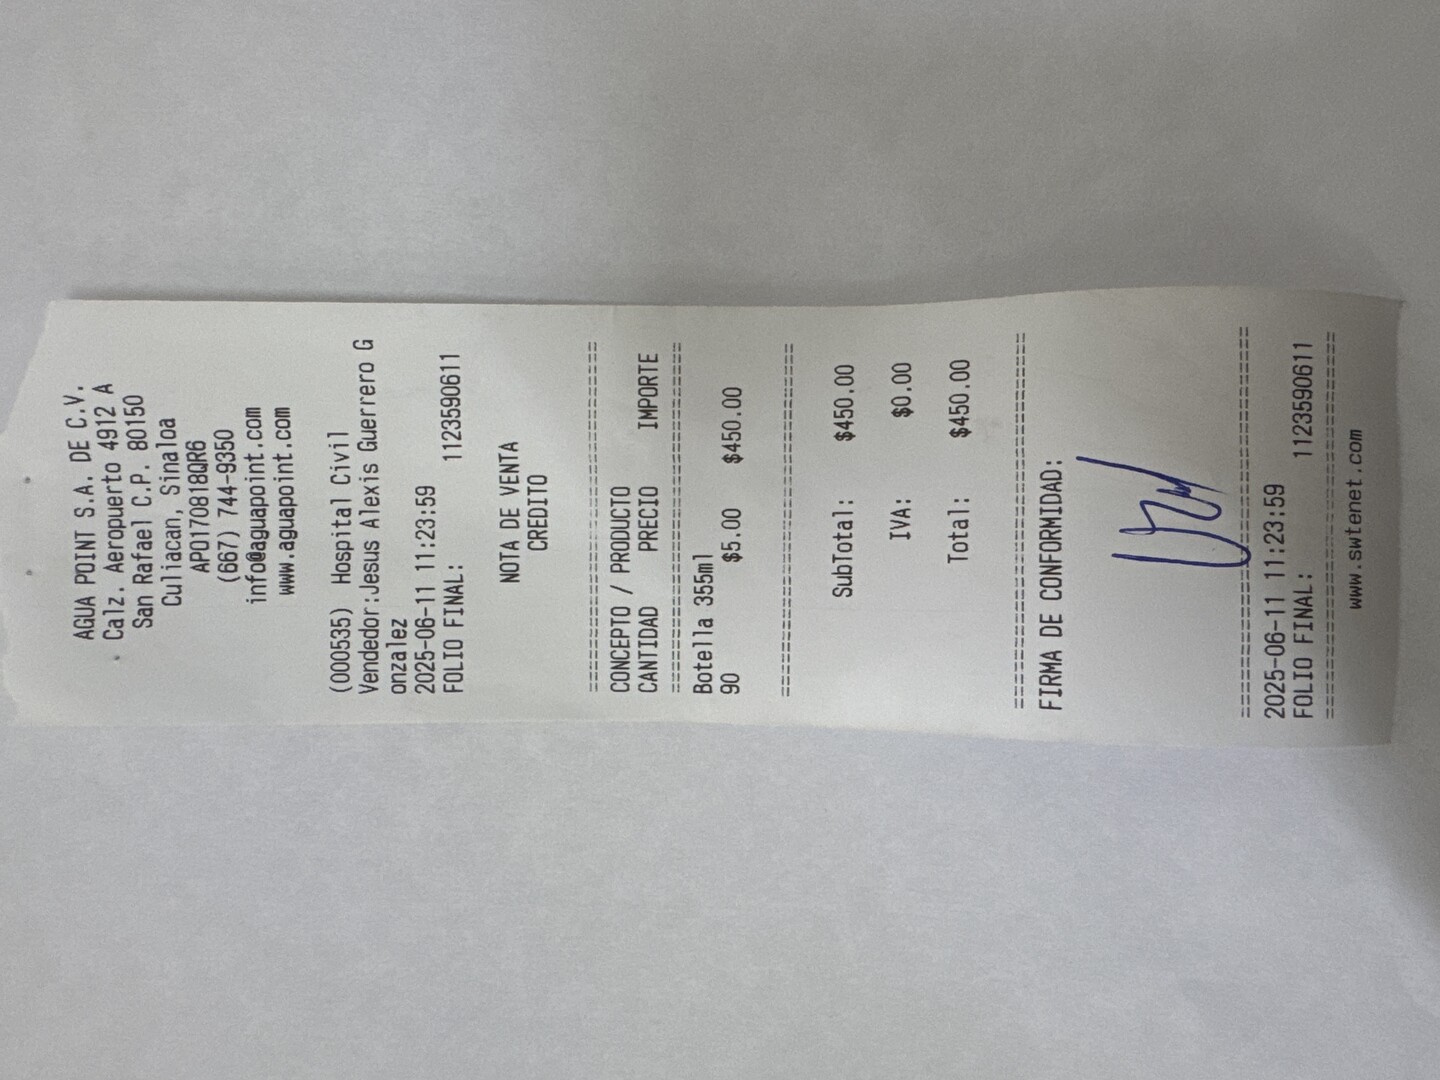 AGUA POINT S.A. DE C.V.
Calz. Aeropuerto 4912 A
San Rafael C.P. 80150
Culiacan, Sinaloa
APO170818QR6
(667) 744-9350
info@aguapoint.com
www.aguapoint.com
(000535) Hospital Civil
Vendedor:Jesus Alexis Guerrero G
onzalez
2025-06-11 11:23:59
FOLIO FINAL: 1123590611
NOTA DE VENTA
CREDITO
================================
CONCEPTO / PRODUCTO
CANTIDAD PRECIO IMPORTE
================================
Botella 355ml
90 $5.00 $450.00
================================
SubTotal: $450.00
IVA: $0.00
Total: $450.00
================================
FIRMA DE CONFORMIDAD:
================================
2025-06-11 11:23:59
FOLIO FINAL: 1123590611
================================
www.swtenet.com